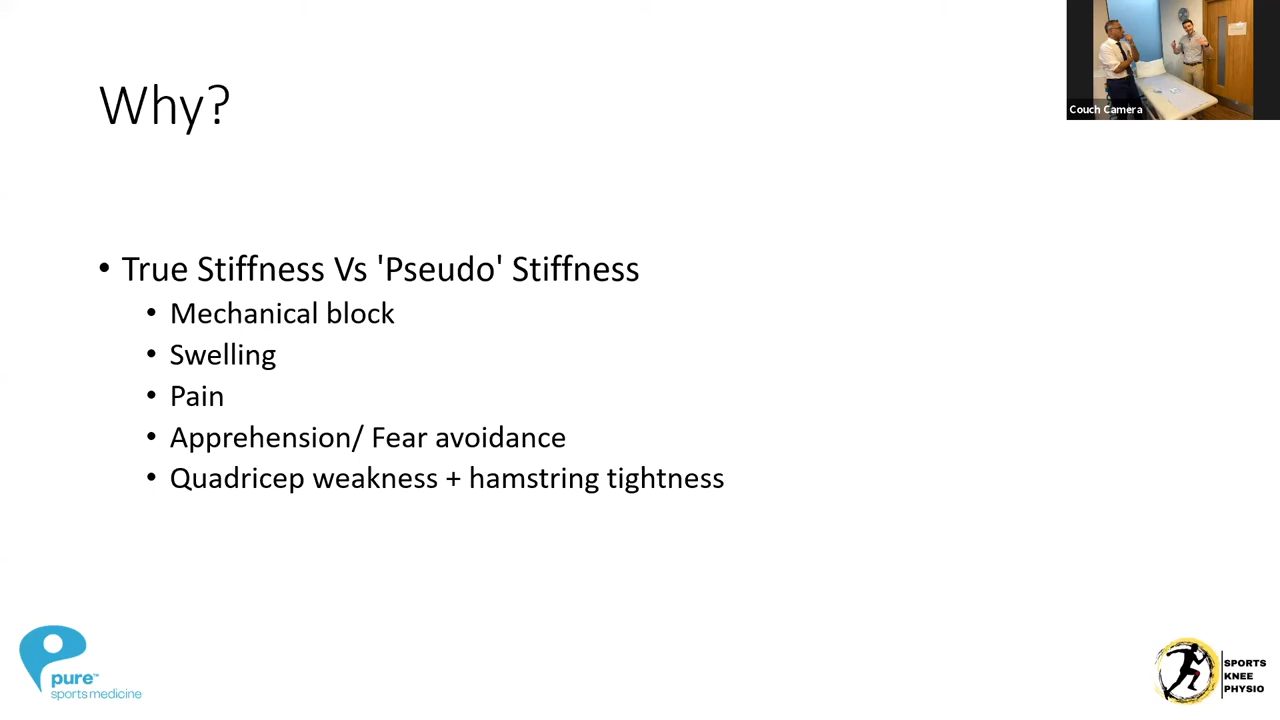 Why?
Couch Camera
• True Stiffness Vs 'Pseudo' Stiffness
• Mechanical block
• Swelling
• Pain
• Apprehension/ Fear avoidance
• Quadricep weakness + hamstring tightness
pure™
sports medicine
SPORTS
KNEE
PHYSIO